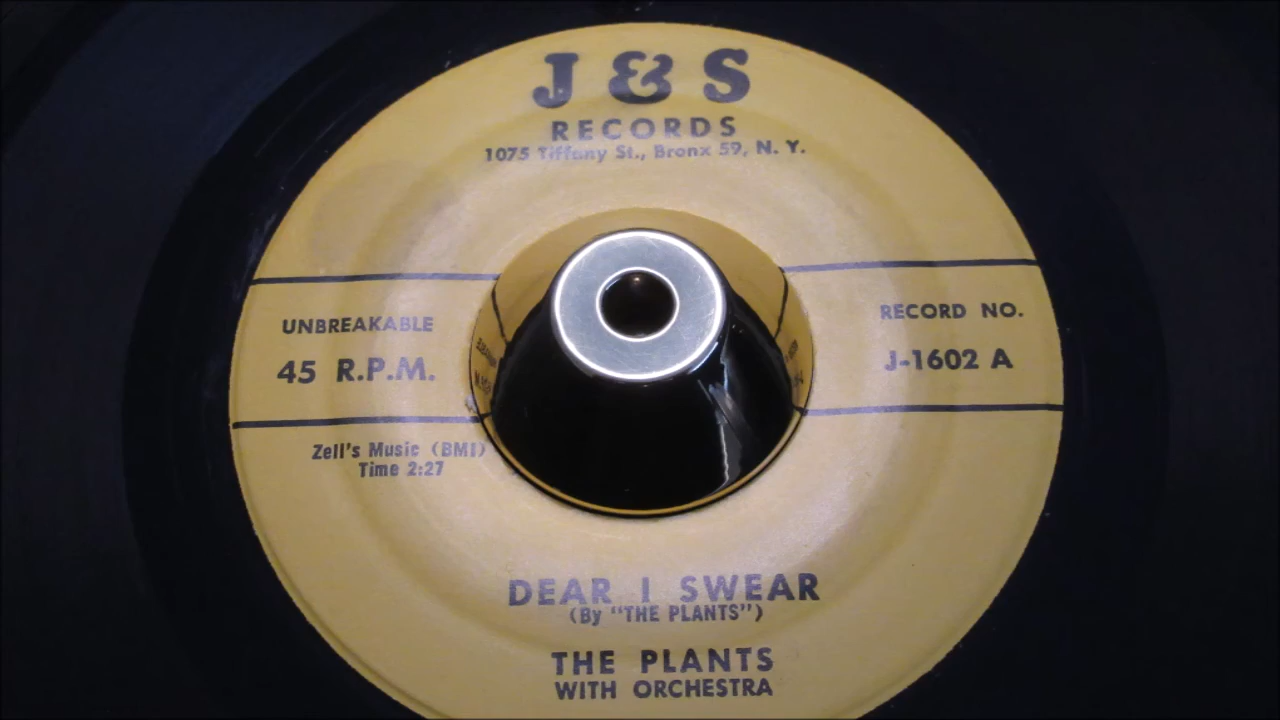 J & S
RECORDS
1075 Tiffany St., Bronx 59, N. Y.
UNBREAKABLE
45 R.P.M.
RECORD NO.
J-1602 A
Zell's Music (BMI)
Time 2:27
DEAR I SWEAR
(By "THE PLANTS")
THE PLANTS
WITH ORCHESTRA